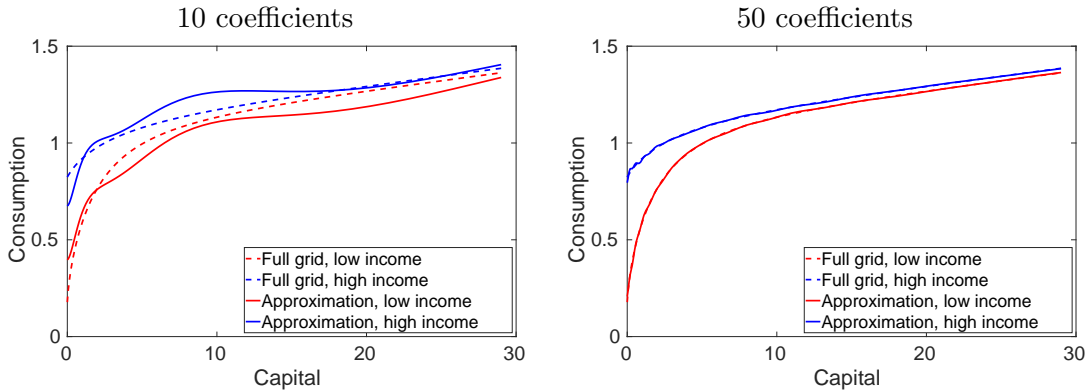 10 coefficients
1.5
1
0.5
0
Consumption
0 10 20 30
Capital
Full grid, low income
Full grid, high income
Approximation, low income
Approximation, high income
50 coefficients
1.5
1
0.5
0
Consumption
0 10 20 30
Capital
Full grid, low income
Full grid, high income
Approximation, low income
Approximation, high income